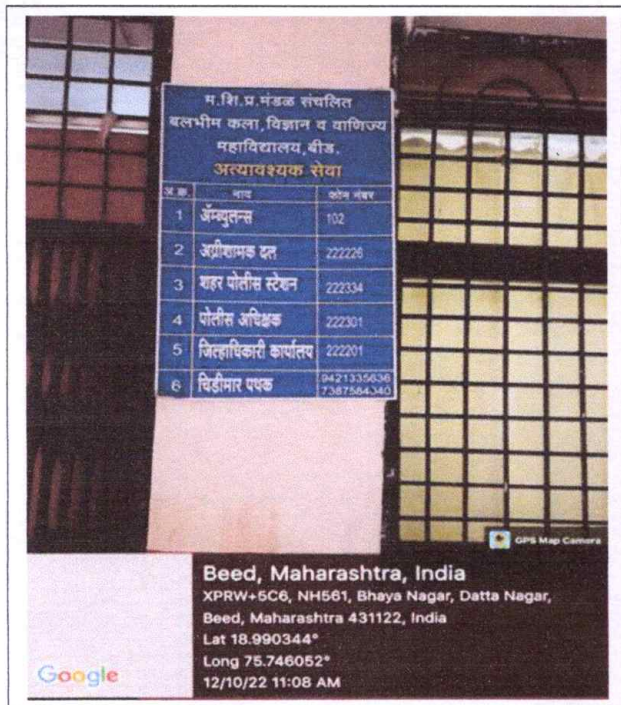 म.शि.प्र.मंडळ संचलित
बलभीम कला,विज्ञान व वाणिज्य
महाविद्यालय,बीड.
अत्यावश्यक सेवा
अ.क्र. नाव फोन नंबर
1 ॲम्ब्युलन्स 102
2 अग्नीशामक दल 222226
3 शहर पोलीस स्टेशन 222334
4 पोलीस अधिक्षक 222301
5 जिल्हाधिकारी कार्यालय 222201
6 चिडीमार पथक 9421335636
7387584340
GPS Map Camera
Beed, Maharashtra, India
XPRW+5C6, NH561, Bhaya Nagar, Datta Nagar,
Beed, Maharashtra 431122, India
Lat 18.990344°
Long 75.746052°
12/10/22 11:08 AM
Google